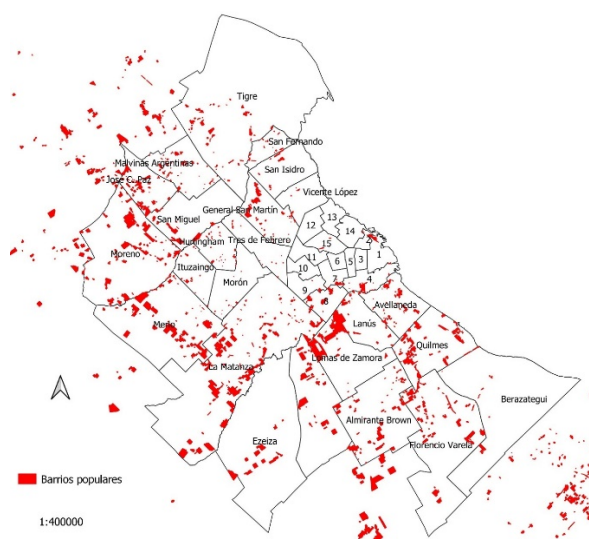 Tigre
San Fernando
San Isidro
Malvinas Argentinas
Jose C. Paz
Vicente López
General San Martín
San Miguel
Hurlingham
Tres de Febrero
Moreno
Ituzaingo
Morón
12
13
14
2
15
1
11
6
5
3
10
7
4
9
8
Avellaneda
Merlo
Lanús
Quilmes
Lomas de Zamora
La Matanza
Berazategui
Almirante Brown
Ezeiza
Florencio Varela
Barrios populares
1:400000